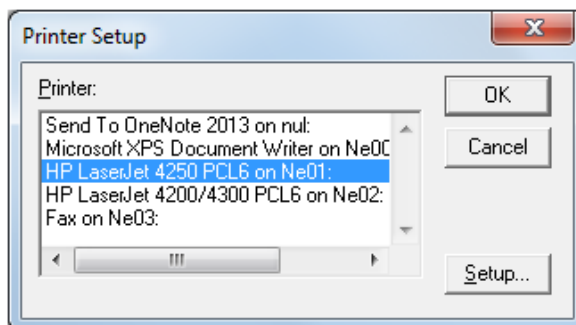 Printer Setup
Printer:
OK
Send To OneNote 2013 on nul:
Microsoft XPS Document Writer on Ne00
Cancel
HP LaserJet 4250 PCL6 on Ne01:
HP LaserJet 4200/4300 PCL6 on Ne02:
Fax on Ne03:
Setup...